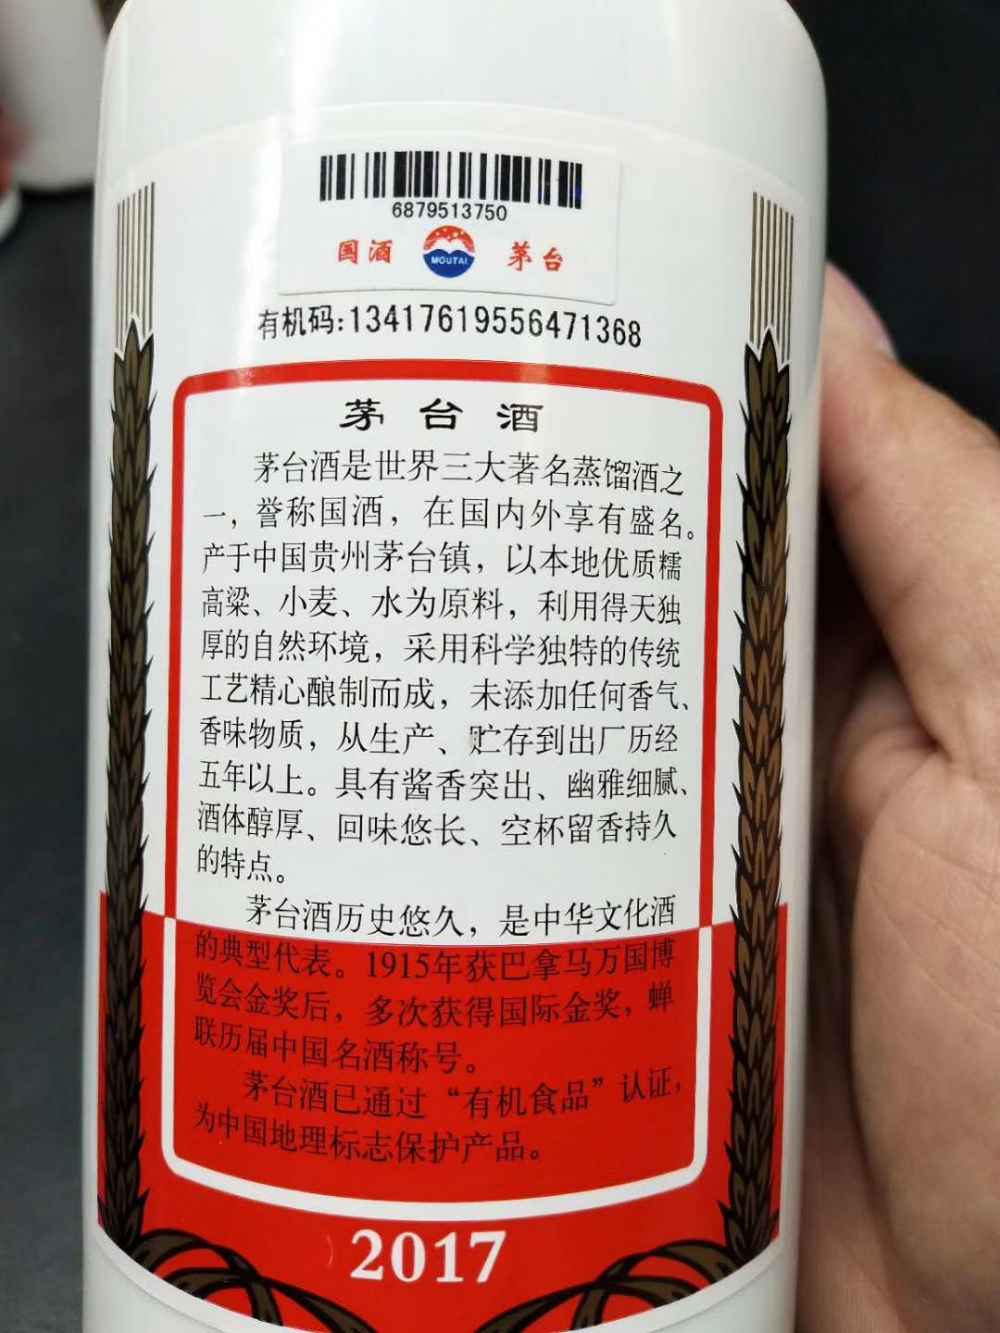 6879513750
国酒 MOUTAI 茅台
有机码:13417619556471368
茅台酒
茅台酒是世界三大著名蒸馏酒之
一，誉称国酒，在国内外享有盛名。
产于中国贵州茅台镇，以本地优质糯
高粱、小麦、水为原料，利用得天独
厚的自然环境，采用科学独特的传统
工艺精心酿制而成，未添加任何香气、
香味物质，从生产、贮存到出厂历经
五年以上。具有酱香突出、幽雅细腻、
酒体醇厚、回味悠长、空杯留香持久
的特点。
茅台酒历史悠久，是中华文化酒
的典型代表。1915年获巴拿马万国博
览会金奖后，多次获得国际金奖，蝉
联历届中国名酒称号。
茅台酒已通过“有机食品”认证，
为中国地理标志保护产品。
2017